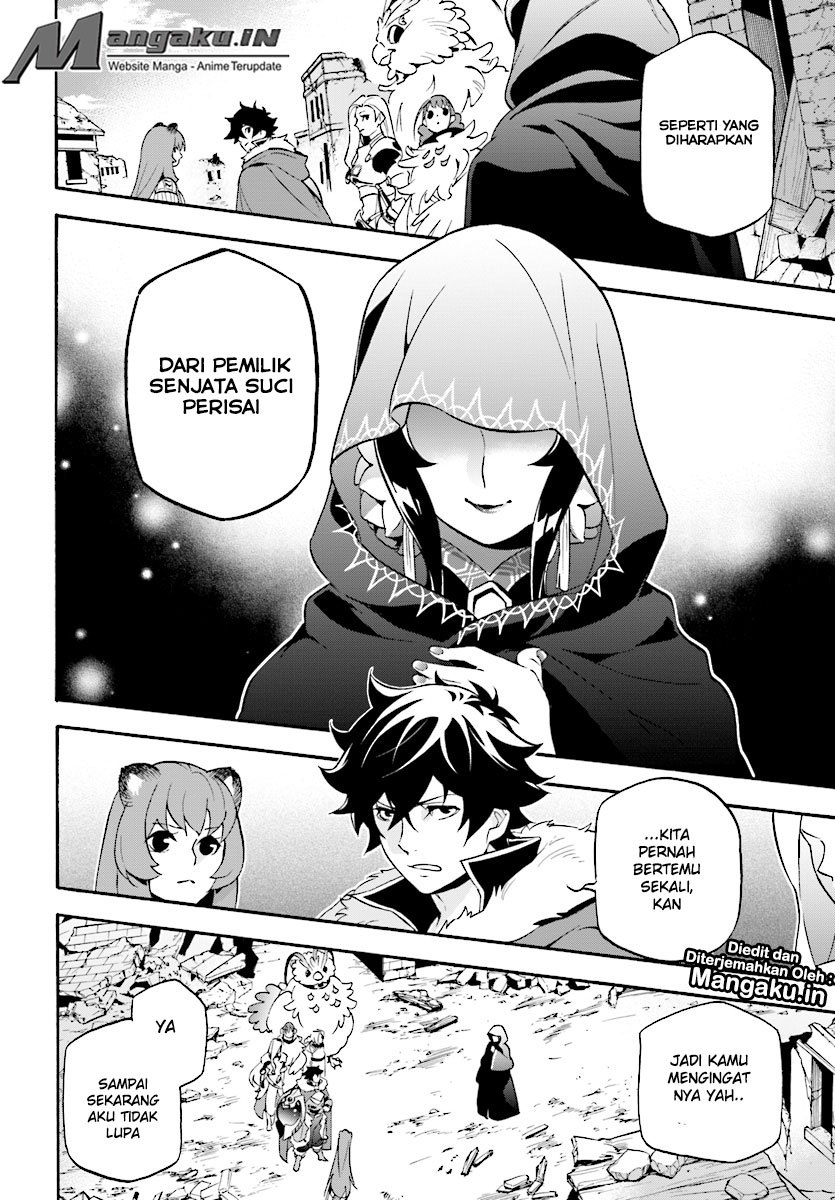 Mangaku.iN
Website Manga - Anime Terupdate
SEPERTI YANG
DIHARAPKAN
DARI PEMILIK
SENJATA SUCI
PERISAI
...KITA
PERNAH
BERTEMU
SEKALI,
KAN
Diedit dan
Diterjemahkan Oleh :
Mangaku.in
JADI KAMU
MENGINGAT
NYA YAH..
YA
SAMPAI
SEKARANG
AKU TIDAK
LUPA